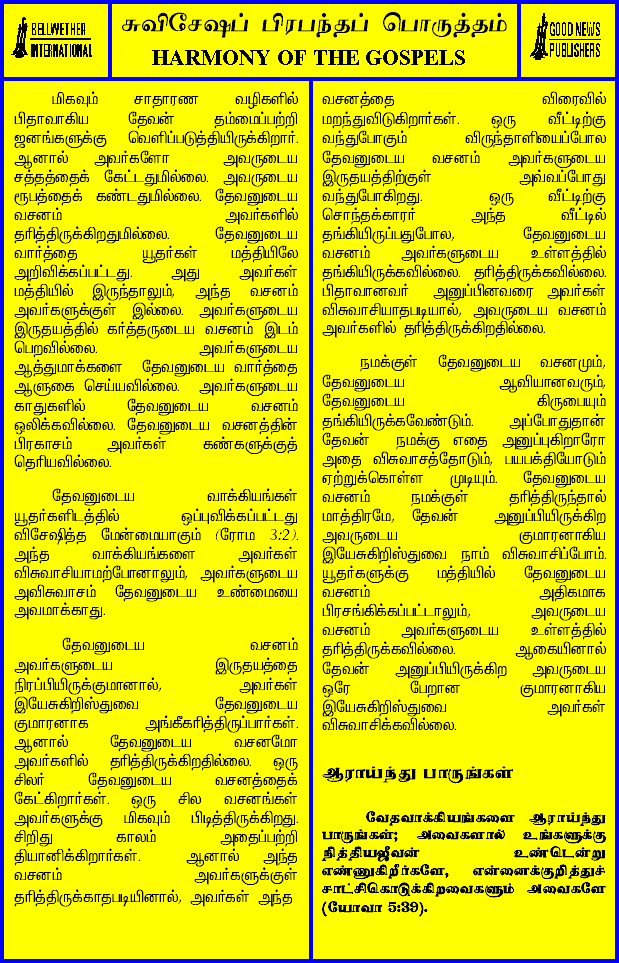 BELLWETHER
INTERNATIONAL
சுவிசேஷப் பிரபந்தப் பொருத்தம்
HARMONY OF THE GOSPELS
GOOD NEWS
PUBLISHERS
மிகவும் சாதாரண வழிகளில்
பிதாவாகிய தேவன் தம்மைப்பற்றி
ஜனங்களுக்கு வெளிப்படுத்தியிருக்கிறார்.
ஆனால் அவர்களோ அவருடைய
சத்தத்தைக் கேட்டதுமில்லை. அவருடைய
ரூபத்தைக் கண்டதுமில்லை. தேவனுடைய
வசனம் அவர்களில்
தரித்திருக்கிறதுமில்லை. தேவனுடைய
வார்த்தை யூதர்கள் மத்தியிலே
அறிவிக்கப்பட்டது. அது அவர்கள்
மத்தியில் இருந்தாலும், அந்த வசனம்
அவர்களுக்குள் இல்லை. அவர்களுடைய
இருதயத்தில் கர்த்தருடைய வசனம் இடம்
பெறவில்லை. அவர்களுடைய
ஆத்துமாக்களை தேவனுடைய வார்த்தை
ஆளுகை செய்யவில்லை. அவர்களுடைய
காதுகளில் தேவனுடைய வசனம்
ஒலிக்கவில்லை. தேவனுடைய வசனத்தின்
பிரகாசம் அவர்கள் கண்களுக்குத்
தெரியவில்லை.
தேவனுடைய வாக்கியங்கள்
யூதர்களிடத்தில் ஒப்புவிக்கப்பட்டது
விசேஷித்த மேன்மையாகும் (ரோம 3:2).
அந்த வாக்கியங்களை அவர்கள்
விசுவாசியாமற்போனாலும், அவர்களுடைய
அவிசுவாசம் தேவனுடைய உண்மையை
அவமாக்காது.
தேவனுடைய வசனம்
அவர்களுடைய இருதயத்தை
நிரப்பியிருக்குமானால், அவர்கள்
இயேசுகிறிஸ்துவை தேவனுடைய
குமாரனாக அங்கீகரித்திருப்பார்கள்.
ஆனால் தேவனுடைய வசனமோ
அவர்களில் தரித்திருக்கிறதில்லை. ஒரு
சிலர் தேவனுடைய வசனத்தைக்
கேட்கிறார்கள். ஒரு சில வசனங்கள்
அவர்களுக்கு மிகவும் பிடித்திருக்கிறது.
சிறிது காலம் அதைப்பற்றி
தியானிக்கிறார்கள். ஆனால் அந்த
வசனம் அவர்களுக்குள்
தரித்திருக்காதபடியினால், அவர்கள் அந்த
வசனத்தை விரைவில்
மறந்துவிடுகிறார்கள். ஒரு வீட்டிற்கு
வந்துபோகும் விருந்தாளியைப்போல
தேவனுடைய வசனம் அவர்களுடைய
இருதயத்திற்குள் அவ்வப்போது
வந்துபோகிறது. ஒரு வீட்டிற்கு
சொந்தக்காரர் அந்த வீட்டில்
தங்கியிருப்பதுபோல, தேவனுடைய
வசனம் அவர்களுடைய உள்ளத்தில்
தங்கியிருக்கவில்லை. தரித்திருக்கவில்லை.
பிதாவானவர் அனுப்பினவரை அவர்கள்
விசுவாசியாதபடியால், அவருடைய வசனம்
அவர்களில் தரித்திருக்கிறதில்லை.
நமக்குள் தேவனுடைய வசனமும்,
தேவனுடைய ஆவியானவரும்,
தேவனுடைய கிருபையும்
தங்கியிருக்கவேண்டும். அப்போதுதான்
தேவன் நமக்கு எதை அனுப்புகிறாரோ
அதை விசுவாசத்தோடும், பயபக்தியோடும்
ஏற்றுக்கொள்ள முடியும். தேவனுடைய
வசனம் நமக்குள் தரித்திருந்தால்
மாத்திரமே, தேவன் அனுப்பியிருக்கிற
அவருடைய குமாரனாகிய
இயேசுகிறிஸ்துவை நாம் விசுவாசிப்போம்.
யூதர்களுக்கு மத்தியில் தேவனுடைய
வசனம் அதிகமாக
பிரசங்கிக்கப்பட்டாலும், அவருடைய
வசனம் அவர்களுடைய உள்ளத்தில்
தரித்திருக்கவில்லை. ஆகையினால்
தேவன் அனுப்பியிருக்கிற அவருடைய
ஒரே பேறான குமாரனாகிய
இயேசுகிறிஸ்துவை அவர்கள்
விசுவாசிக்கவில்லை.
ஆராய்ந்து பாருங்கள்
வேதவாக்கியங்களை ஆராய்ந்து
பாருங்கள்; அவைகளால் உங்களுக்கு
நித்தியஜீவன் உண்டென்று
எண்ணுகிறீர்களே, என்னைக்குறித்துச்
சாட்சிகொடுக்கிறவைகளும் அவைகளே
(யோவா 5:39).